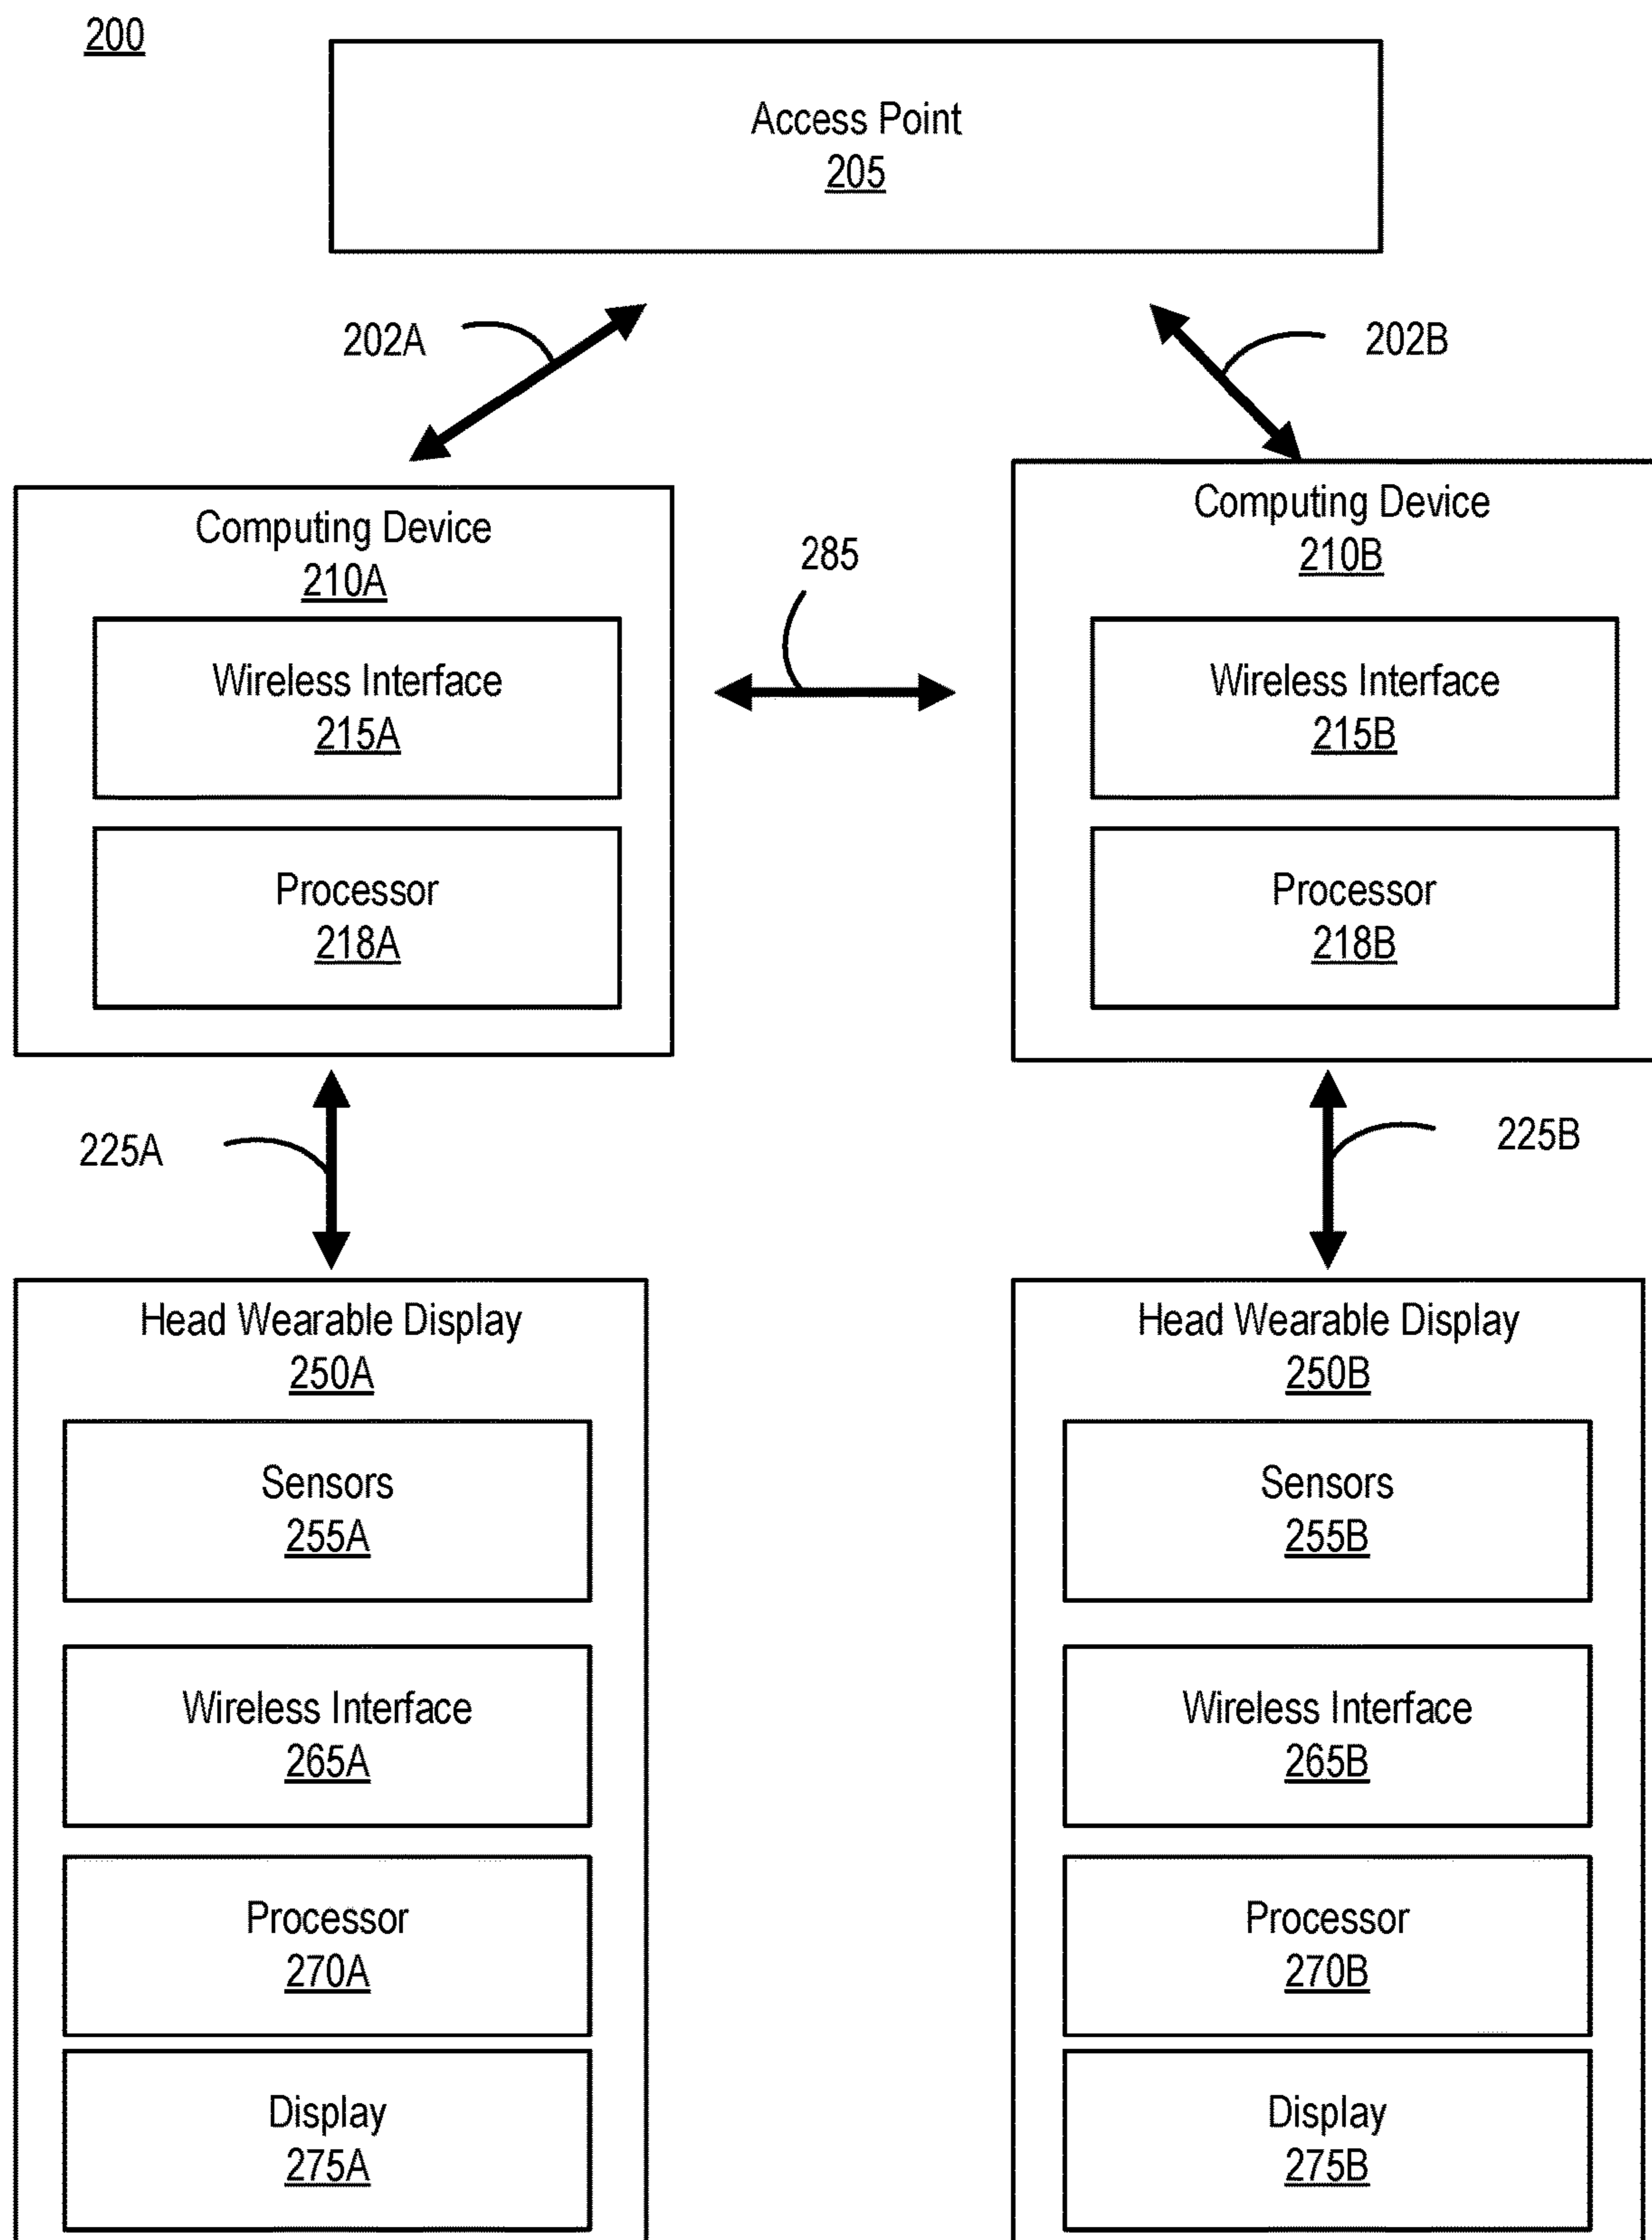 200
Access Point
205
202A
202B
Computing Device
210A
Wireless Interface
215A
Processor
218A
285
Computing Device
210B
Wireless Interface
215B
Processor
218B
225A
225B
Head Wearable Display
250A
Sensors
255A
Wireless Interface
265A
Processor
270A
Display
275A
Head Wearable Display
250B
Sensors
255B
Wireless Interface
265B
Processor
270B
Display
275B